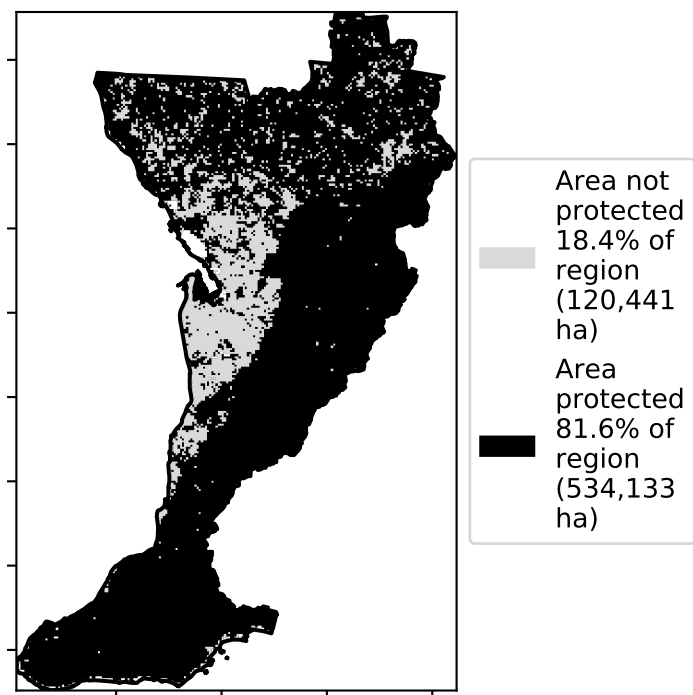 Area not
protected
18.4% of
region
(120,441
ha)
Area
protected
81.6% of
region
(534,133
ha)